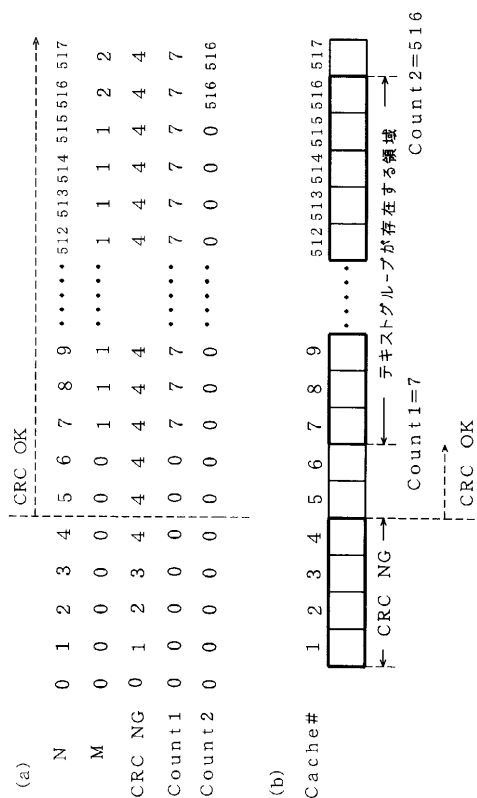 (a)
CRC OK
N 0 1 2 3 4 5 6 7 8 9 ······ 512 513 514 515 516 517
M 0 0 0 0 0 0 0 1 1 1 ······ 1 1 1 1 2 2
CRC NG 0 1 2 3 4 4 4 4 4 4 4 4 4 4 4 4
Count1 0 0 0 0 0 0 0 7 7 7 ······ 7 7 7 7 7 7
Count2 0 0 0 0 0 0 0 0 0 0 ······ 0 0 0 0 516 516
(b)
Cache# 1 2 3 4 5 6 7 8 9 512 513 514 515 516 517
······
CRC NG テキストグループが存在する領域
Count1=7 Count2=516
CRC OK